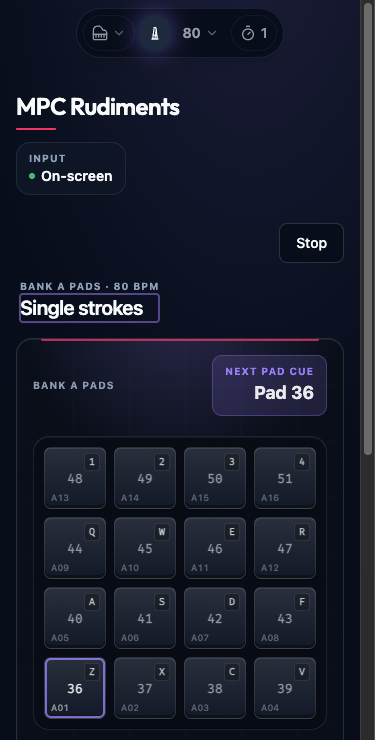 80
1
MPC Rudiments
INPUT
On-screen
Stop
BANK A PADS · 80 BPM
Single strokes
BANK A PADS
NEXT PAD CUE
Pad 36
1 2 3 4
48 49 50 51
A13 A14 A15 A16
Q W E R
44 45 46 47
A09 A10 A11 A12
A S D F
40 41 42 43
A05 A06 A07 A08
Z X C V
36 37 38 39
A01 A02 A03 A04